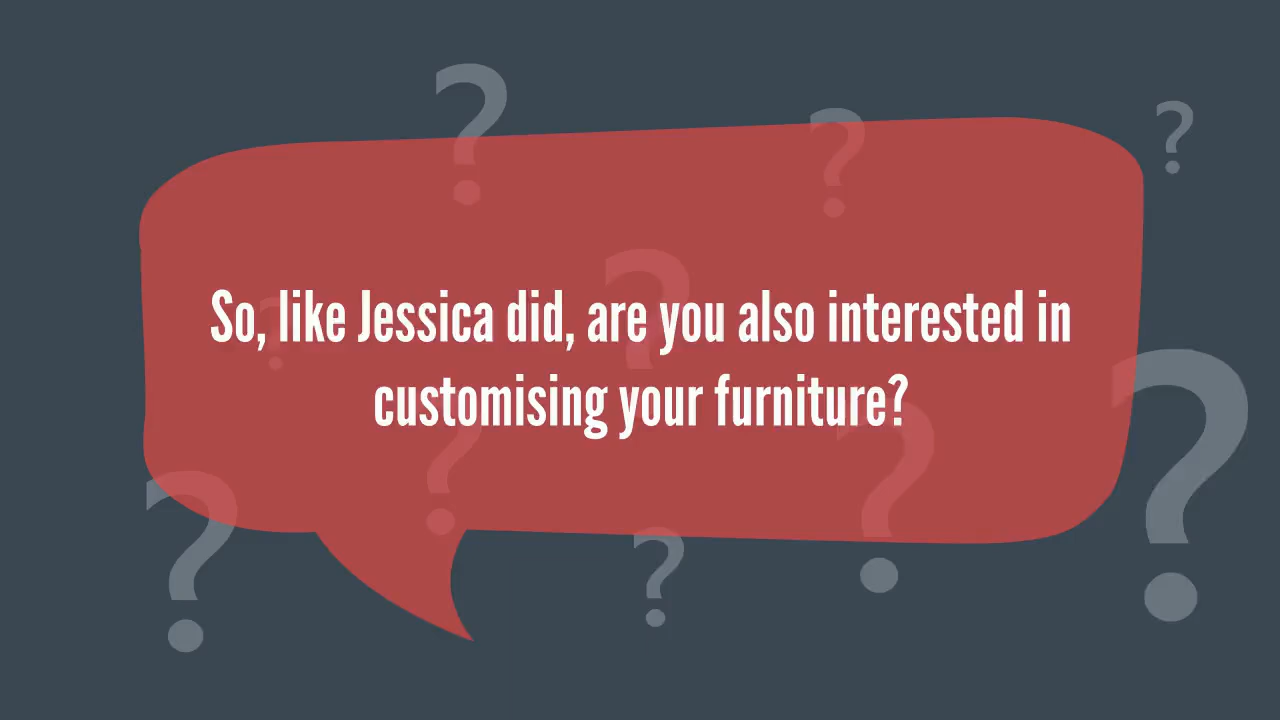 So, like Jessica did, are you also interested in
customising your furniture?